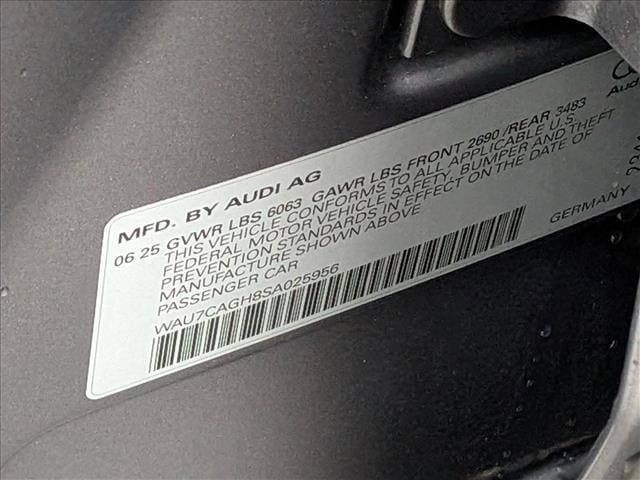 MFD. BY AUDI AG
06 25 GVWR LBS 6063 GAWR LBS FRONT 2690 /REAR 3483
THIS VEHICLE CONFORMS TO ALL APPLICABLE U.S.
FEDERAL MOTOR VEHICLE SAFETY, BUMPER AND THEFT
PREVENTION STANDARDS IN EFFECT ON THE DATE OF
MANUFACTURE SHOWN ABOVE
PASSENGER CAR
WAU7CAGH8SA025956
GERMANY
Audi